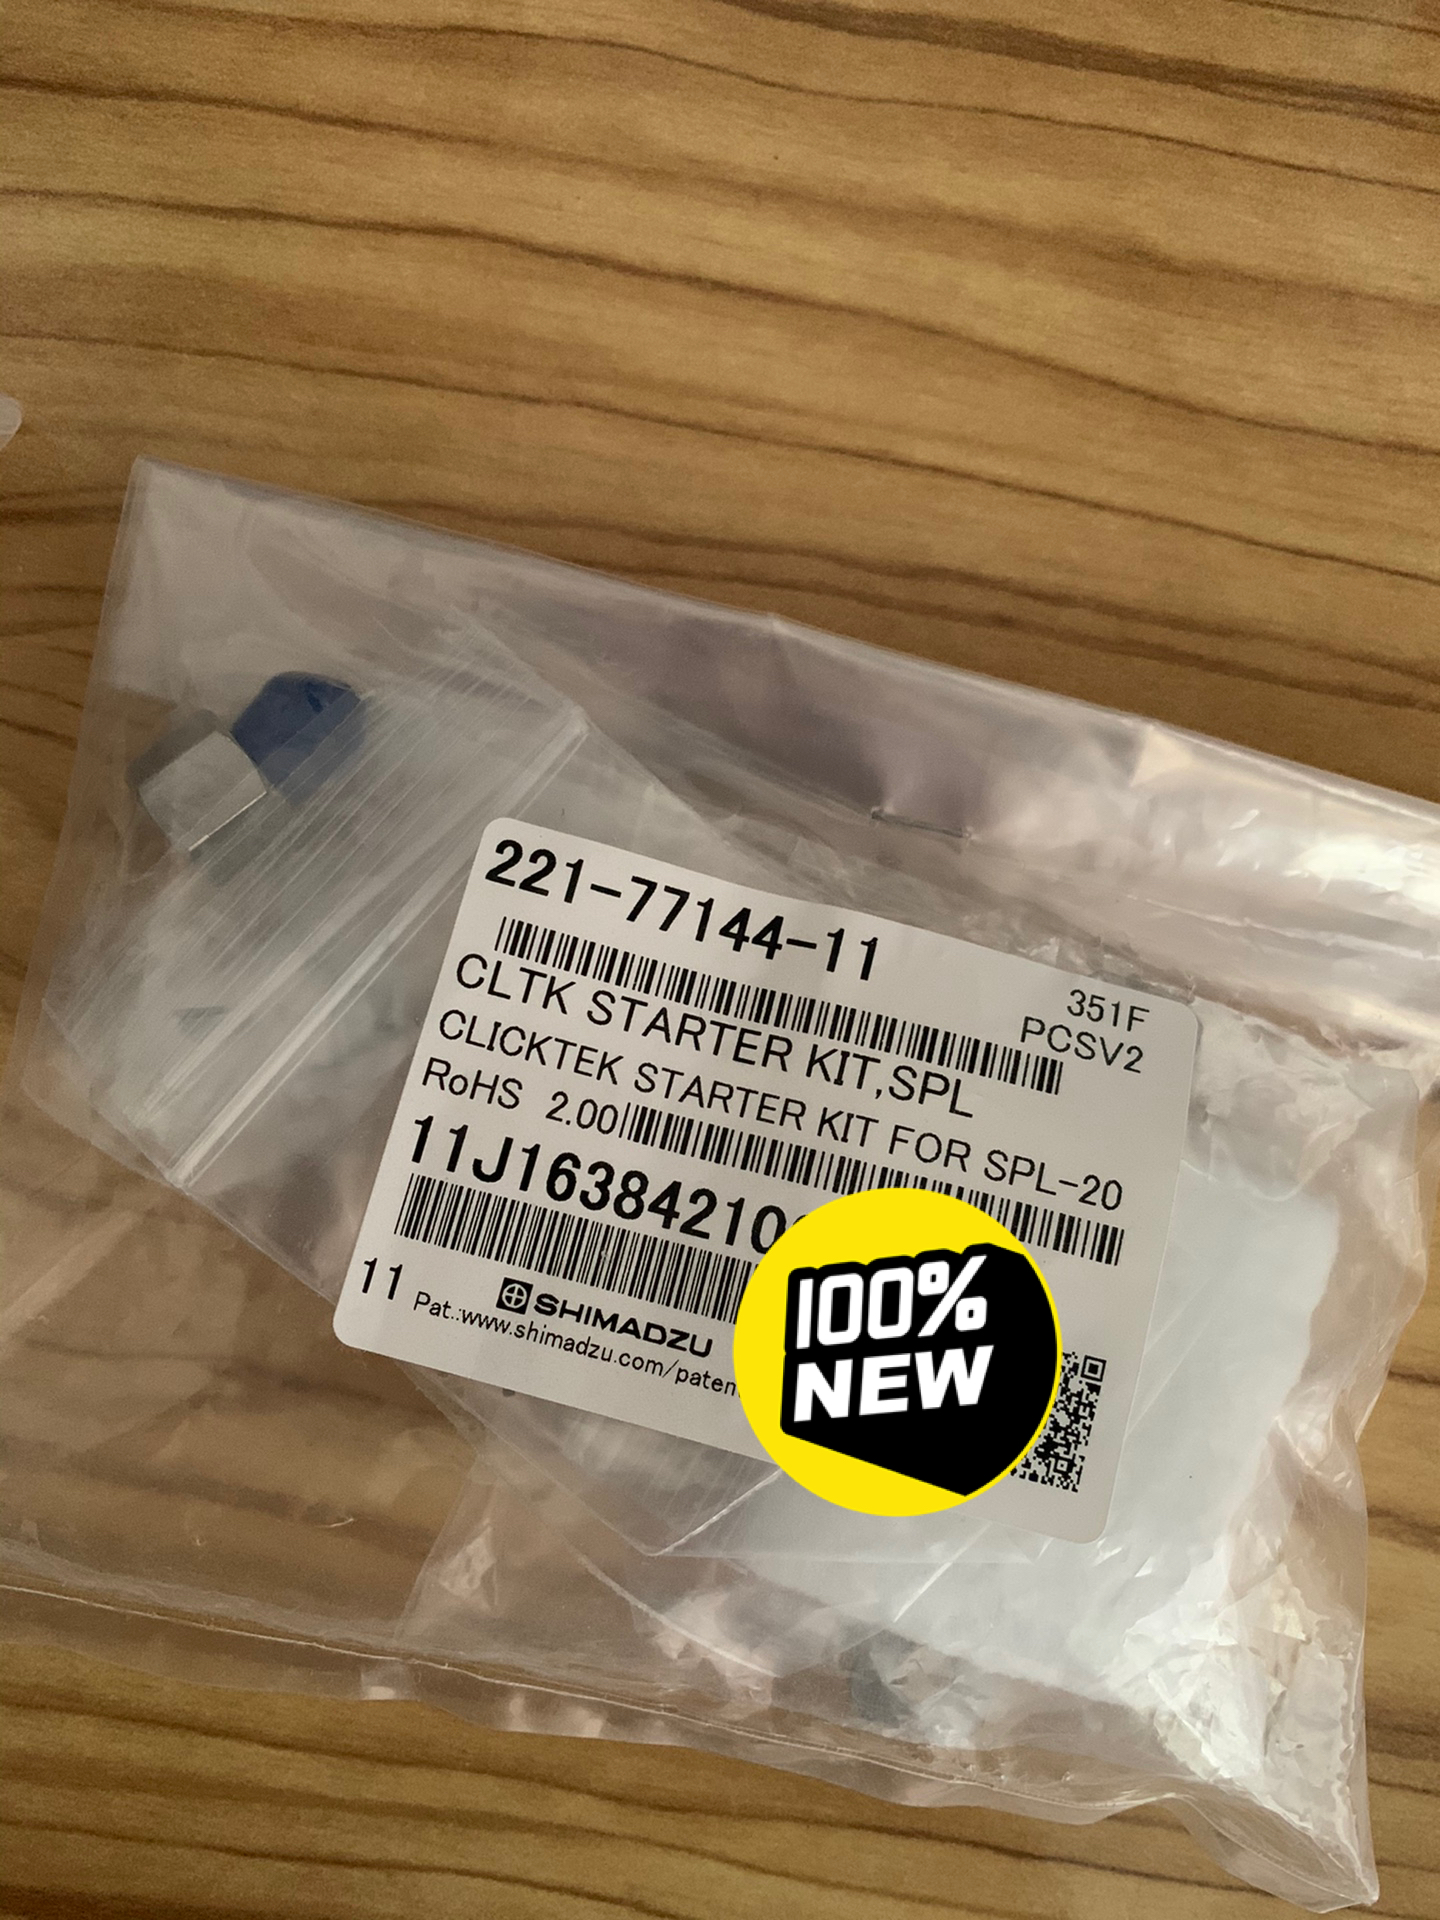 221-77144-11
351F
PCSV2
CLTK STARTER KIT,SPL
CLICKTEK STARTER KIT FOR SPL-20
RoHS 2.00
11J16384210
11
SHIMADZU
Pat.:www.shimadzu.com/paten
100%
NEW